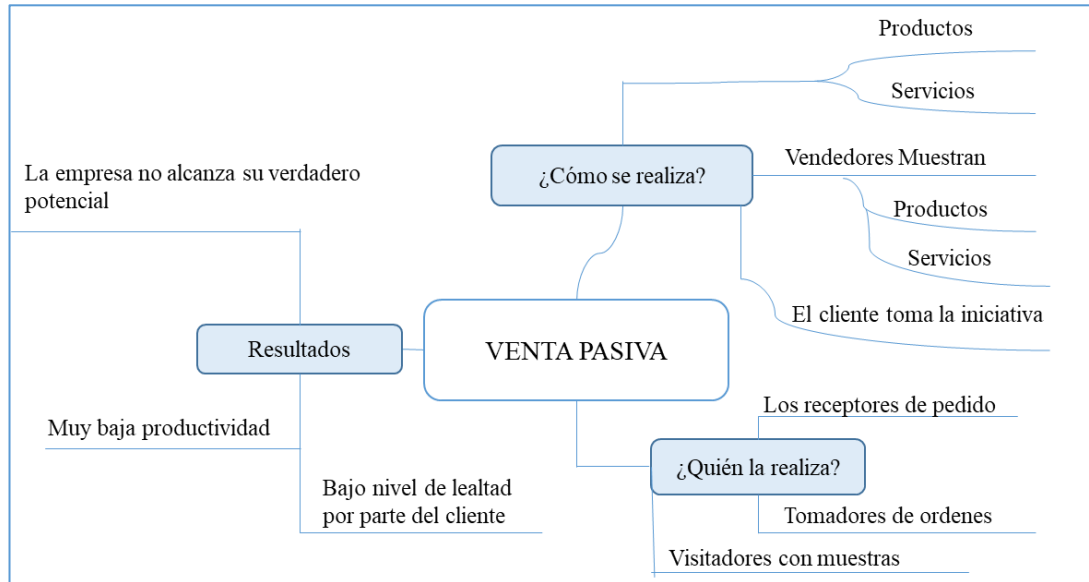 Productos
Servicios
¿Cómo se realiza?
Vendedores Muestran
Productos
Servicios
El cliente toma la iniciativa
La empresa no alcanza su verdadero
potencial
Resultados
VENTA PASIVA
Muy baja productividad
Bajo nivel de lealtad
por parte del cliente
Los receptores de pedido
¿Quién la realiza?
Tomadores de ordenes
Visitadores con muestras